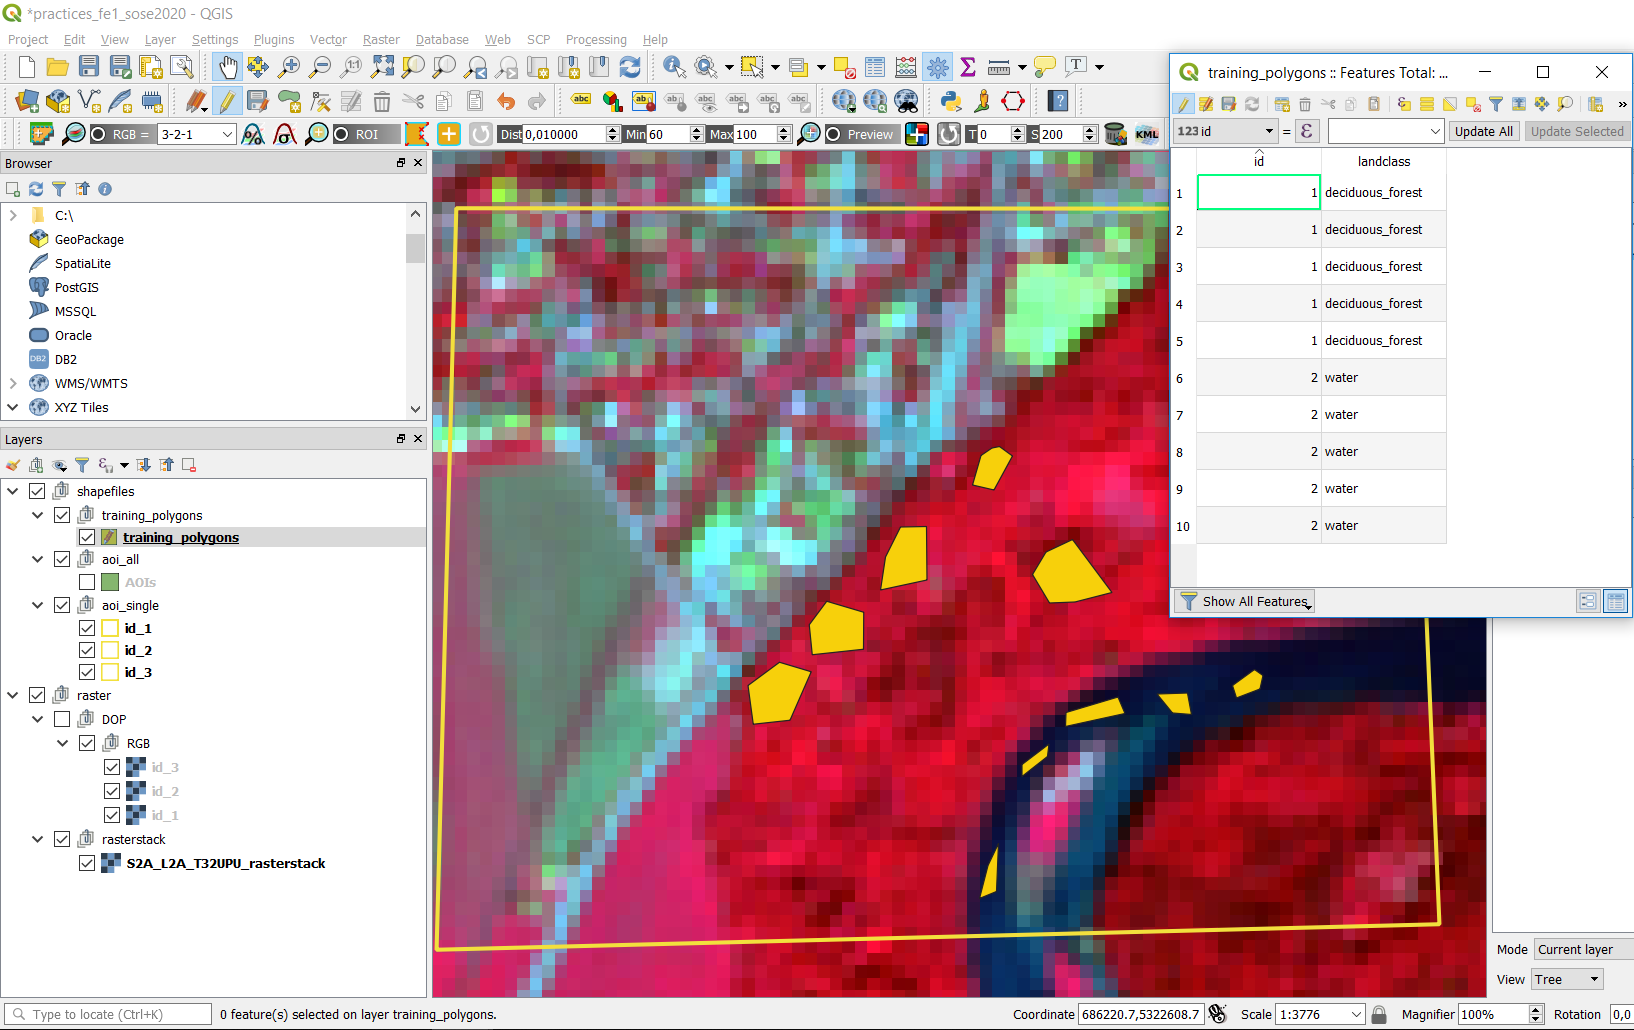 *practices_fe1_sose2020 - QGIS
Project Edit View Layer Settings Plugins Vector Raster Database Web SCP Processing Help
RGB = 3-2-1 ROI Dist 0,010000 Min 60 Max 100 Preview T 0 S 200 KML
Browser
C:\
GeoPackage
SpatiaLite
PostGIS
MSSQL
Oracle
DB2 DB2
WMS/WMTS
XYZ Tiles
Layers
shapefiles
training_polygons
training_polygons
aoi_all
AOIs
aoi_single
id_1
id_2
id_3
raster
DOP
RGB
id_3
id_2
id_1
rasterstack
S2A_L2A_T32UPU_rasterstack
training_polygons :: Features Total: ...
123 id = ε Update All Update Selected
id landclass
1 1 deciduous_forest
2 1 deciduous_forest
3 1 deciduous_forest
4 1 deciduous_forest
5 1 deciduous_forest
6 2 water
7 2 water
8 2 water
9 2 water
10 2 water
Show All Features
Mode Current layer
View Tree
Type to locate (Ctrl+K) 0 feature(s) selected on layer training_polygons. Coordinate 686220.7,5322608.7 Scale 1:3776 Magnifier 100% Rotation 0,0